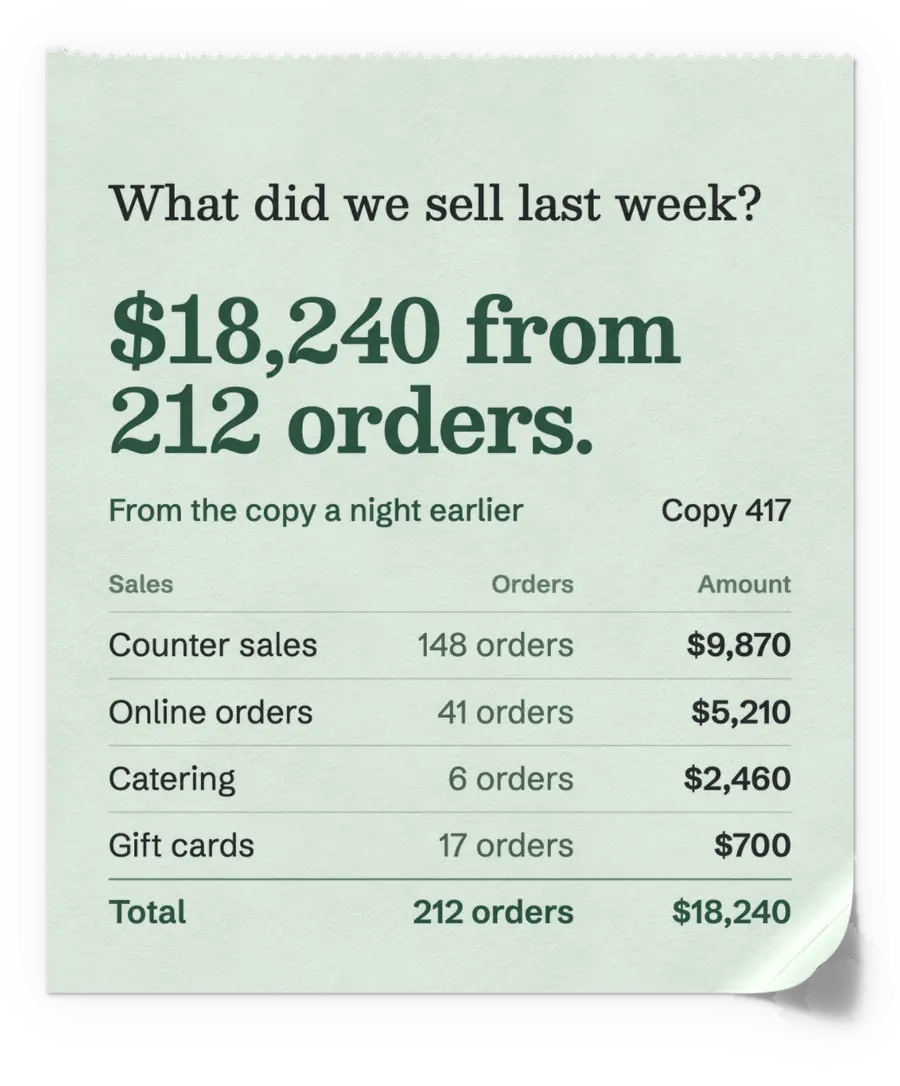 What did we sell last week?
$18,240 from
212 orders.
From the copy a night earlier Copy 417
Sales Orders Amount
Counter sales 148 orders $9,870
Online orders 41 orders $5,210
Catering 6 orders $2,460
Gift cards 17 orders $700
Total 212 orders $18,240